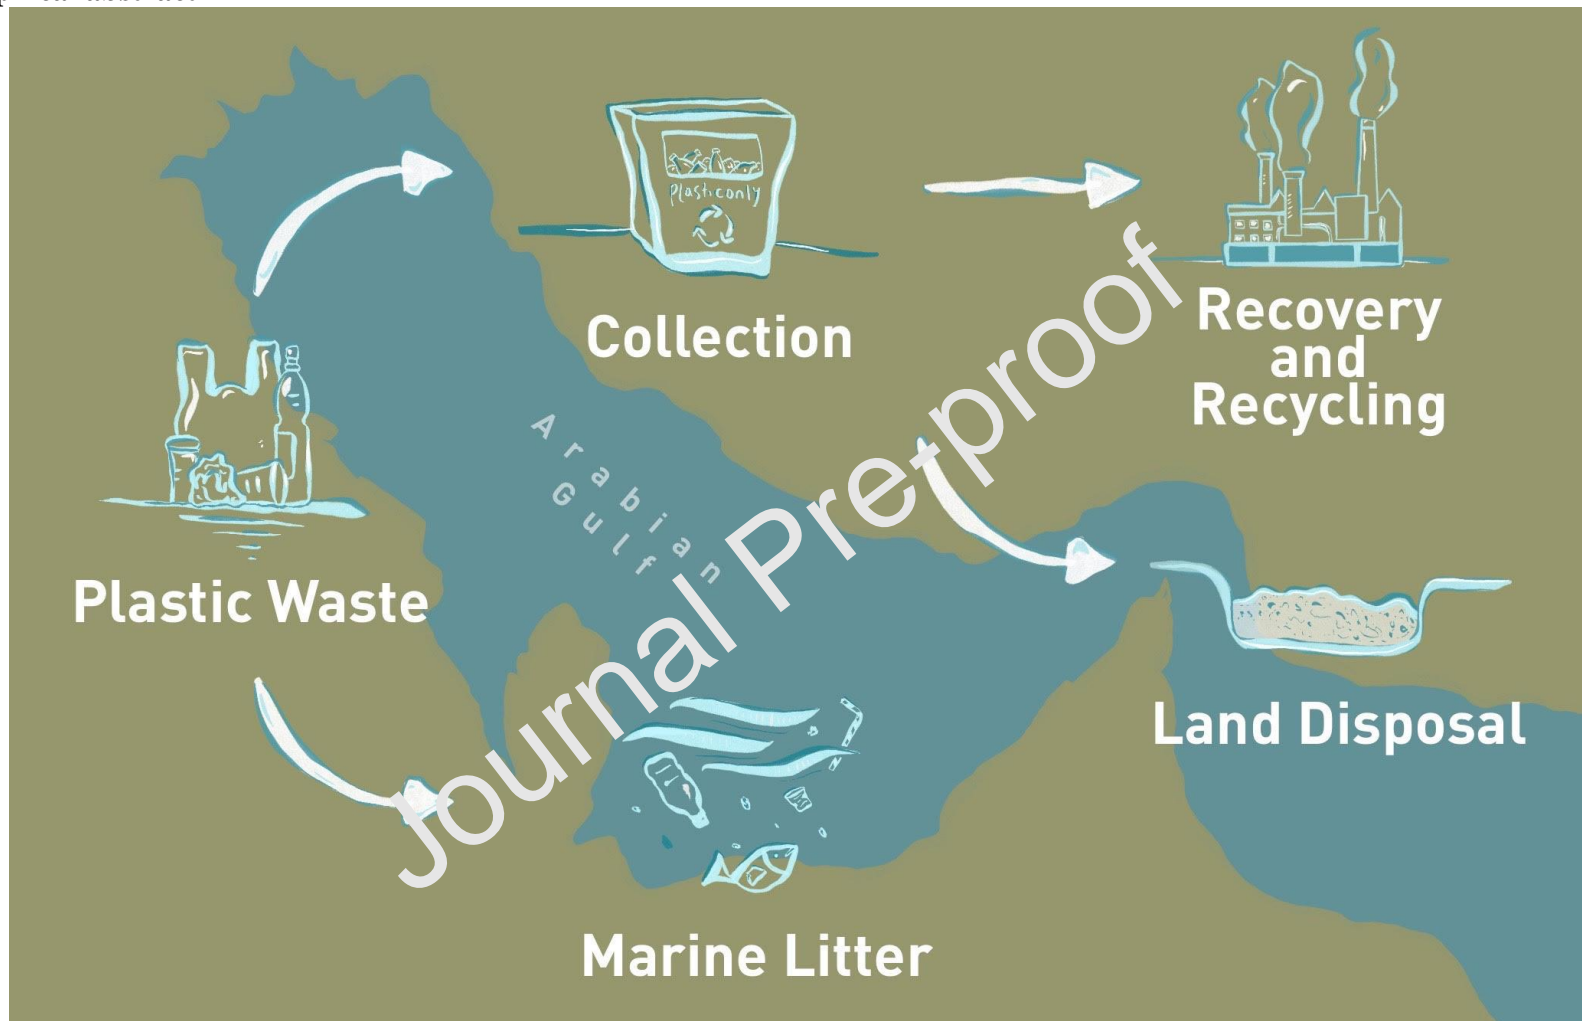 Plastic only
Collection
Recovery
and
Recycling
Arabian
Gulf
Plastic Waste
Land Disposal
Marine Litter
Journal Pre-proof